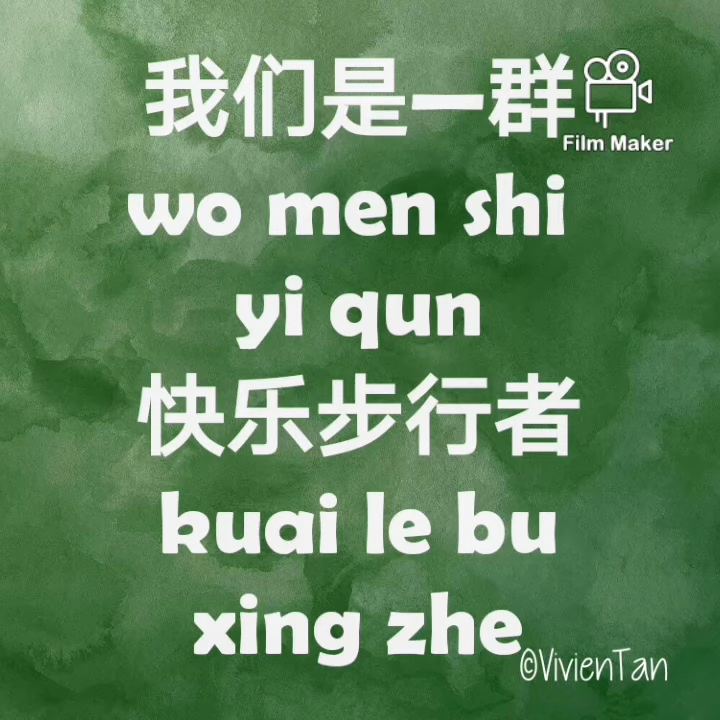 我们是一群
Film Maker
wo men shi
yi qun
快乐步行者
kuai le bu
xing zhe
©VivienTan